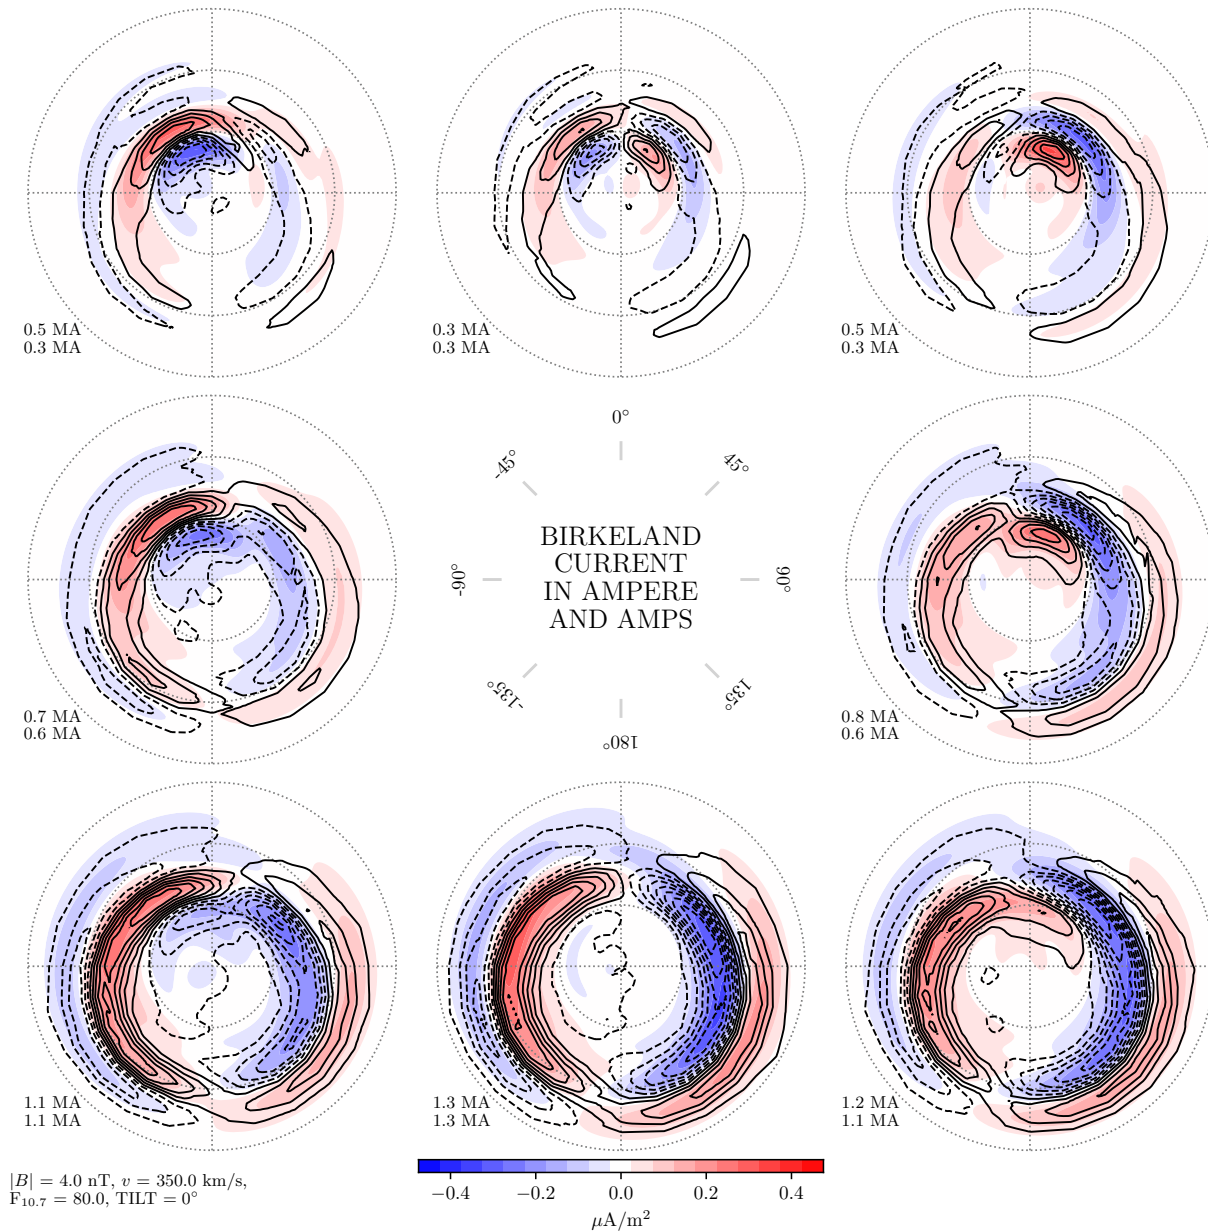 0.5 MA
0.3 MA
0.3 MA
0.3 MA
0.5 MA
0.3 MA
0°
-45°
45°
-90°
BIRKELAND
CURRENT
IN AMPERE
AND AMPS
90°
-135°
135°
180°
0.7 MA
0.6 MA
0.8 MA
0.6 MA
1.1 MA
1.1 MA
1.3 MA
1.3 MA
1.2 MA
1.1 MA
|B| = 4.0 nT, v = 350.0 km/s,
F10.7 = 80.0, TILT = 0°
−0.4 −0.2 0.0 0.2 0.4
μA/m²